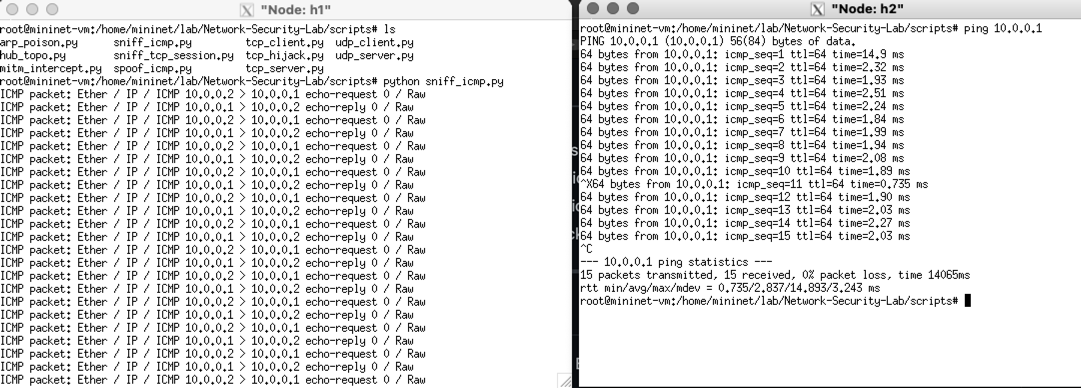 "Node: h1"
root@mininet-vm:/home/mininet/lab/Network-Security-Lab/scripts# ls
arp_poison.py sniff_icmp.py tcp_client.py udp_client.py
hub_topo.py sniff_tcp_session.py tcp_hijack.py udp_server.py
mitm_intercept.py spoof_icmp.py tcp_server.py
root@mininet-vm:/home/mininet/lab/Network-Security-Lab/scripts# python sniff_icmp.py
ICMP packet: Ether / IP / ICMP 10.0.0.2 > 10.0.0.1 echo-request 0 / Raw
ICMP packet: Ether / IP / ICMP 10.0.0.1 > 10.0.0.2 echo-reply 0 / Raw
ICMP packet: Ether / IP / ICMP 10.0.0.2 > 10.0.0.1 echo-request 0 / Raw
ICMP packet: Ether / IP / ICMP 10.0.0.1 > 10.0.0.2 echo-reply 0 / Raw
ICMP packet: Ether / IP / ICMP 10.0.0.2 > 10.0.0.1 echo-request 0 / Raw
ICMP packet: Ether / IP / ICMP 10.0.0.1 > 10.0.0.2 echo-reply 0 / Raw
ICMP packet: Ether / IP / ICMP 10.0.0.2 > 10.0.0.1 echo-request 0 / Raw
ICMP packet: Ether / IP / ICMP 10.0.0.1 > 10.0.0.2 echo-reply 0 / Raw
ICMP packet: Ether / IP / ICMP 10.0.0.2 > 10.0.0.1 echo-request 0 / Raw
ICMP packet: Ether / IP / ICMP 10.0.0.1 > 10.0.0.2 echo-reply 0 / Raw
ICMP packet: Ether / IP / ICMP 10.0.0.2 > 10.0.0.1 echo-request 0 / Raw
ICMP packet: Ether / IP / ICMP 10.0.0.1 > 10.0.0.2 echo-reply 0 / Raw
ICMP packet: Ether / IP / ICMP 10.0.0.2 > 10.0.0.1 echo-request 0 / Raw
ICMP packet: Ether / IP / ICMP 10.0.0.1 > 10.0.0.2 echo-reply 0 / Raw
ICMP packet: Ether / IP / ICMP 10.0.0.2 > 10.0.0.1 echo-request 0 / Raw
ICMP packet: Ether / IP / ICMP 10.0.0.1 > 10.0.0.2 echo-reply 0 / Raw
ICMP packet: Ether / IP / ICMP 10.0.0.2 > 10.0.0.1 echo-request 0 / Raw
ICMP packet: Ether / IP / ICMP 10.0.0.1 > 10.0.0.2 echo-reply 0 / Raw
ICMP packet: Ether / IP / ICMP 10.0.0.2 > 10.0.0.1 echo-request 0 / Raw
ICMP packet: Ether / IP / ICMP 10.0.0.1 > 10.0.0.2 echo-reply 0 / Raw
ICMP packet: Ether / IP / ICMP 10.0.0.2 > 10.0.0.1 echo-request 0 / Raw
ICMP packet: Ether / IP / ICMP 10.0.0.1 > 10.0.0.2 echo-reply 0 / Raw
ICMP packet: Ether / IP / ICMP 10.0.0.2 > 10.0.0.1 echo-request 0 / Raw
"Node: h2"
root@mininet-vm:/home/mininet/lab/Network-Security-Lab/scripts# ping 10.0.0.1
PING 10.0.0.1 (10.0.0.1) 56(84) bytes of data.
64 bytes from 10.0.0.1: icmp_seq=1 ttl=64 time=14.9 ms
64 bytes from 10.0.0.1: icmp_seq=2 ttl=64 time=2.32 ms
64 bytes from 10.0.0.1: icmp_seq=3 ttl=64 time=1.93 ms
64 bytes from 10.0.0.1: icmp_seq=4 ttl=64 time=2.51 ms
64 bytes from 10.0.0.1: icmp_seq=5 ttl=64 time=2.24 ms
64 bytes from 10.0.0.1: icmp_seq=6 ttl=64 time=1.84 ms
64 bytes from 10.0.0.1: icmp_seq=7 ttl=64 time=1.99 ms
64 bytes from 10.0.0.1: icmp_seq=8 ttl=64 time=1.94 ms
64 bytes from 10.0.0.1: icmp_seq=9 ttl=64 time=2.08 ms
64 bytes from 10.0.0.1: icmp_seq=10 ttl=64 time=1.89 ms
^X64 bytes from 10.0.0.1: icmp_seq=11 ttl=64 time=0.735 ms
64 bytes from 10.0.0.1: icmp_seq=12 ttl=64 time=1.90 ms
64 bytes from 10.0.0.1: icmp_seq=13 ttl=64 time=2.03 ms
64 bytes from 10.0.0.1: icmp_seq=14 ttl=64 time=2.27 ms
64 bytes from 10.0.0.1: icmp_seq=15 ttl=64 time=2.03 ms
^C
--- 10.0.0.1 ping statistics ---
15 packets transmitted, 15 received, 0% packet loss, time 14065ms
rtt min/avg/max/mdev = 0.735/2.837/14.893/3.243 ms
root@mininet-vm:/home/mininet/lab/Network-Security-Lab/scripts#